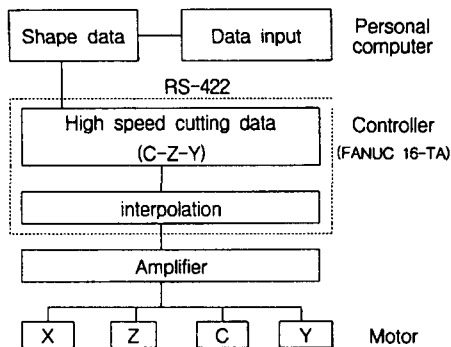 Shape data
Data input
Personal
computer
RS-422
High speed cutting data
(C-Z-Y)
Controller
(FANUC 16-TA)
interpolation
Amplifier
X
Z
C
Y
Motor